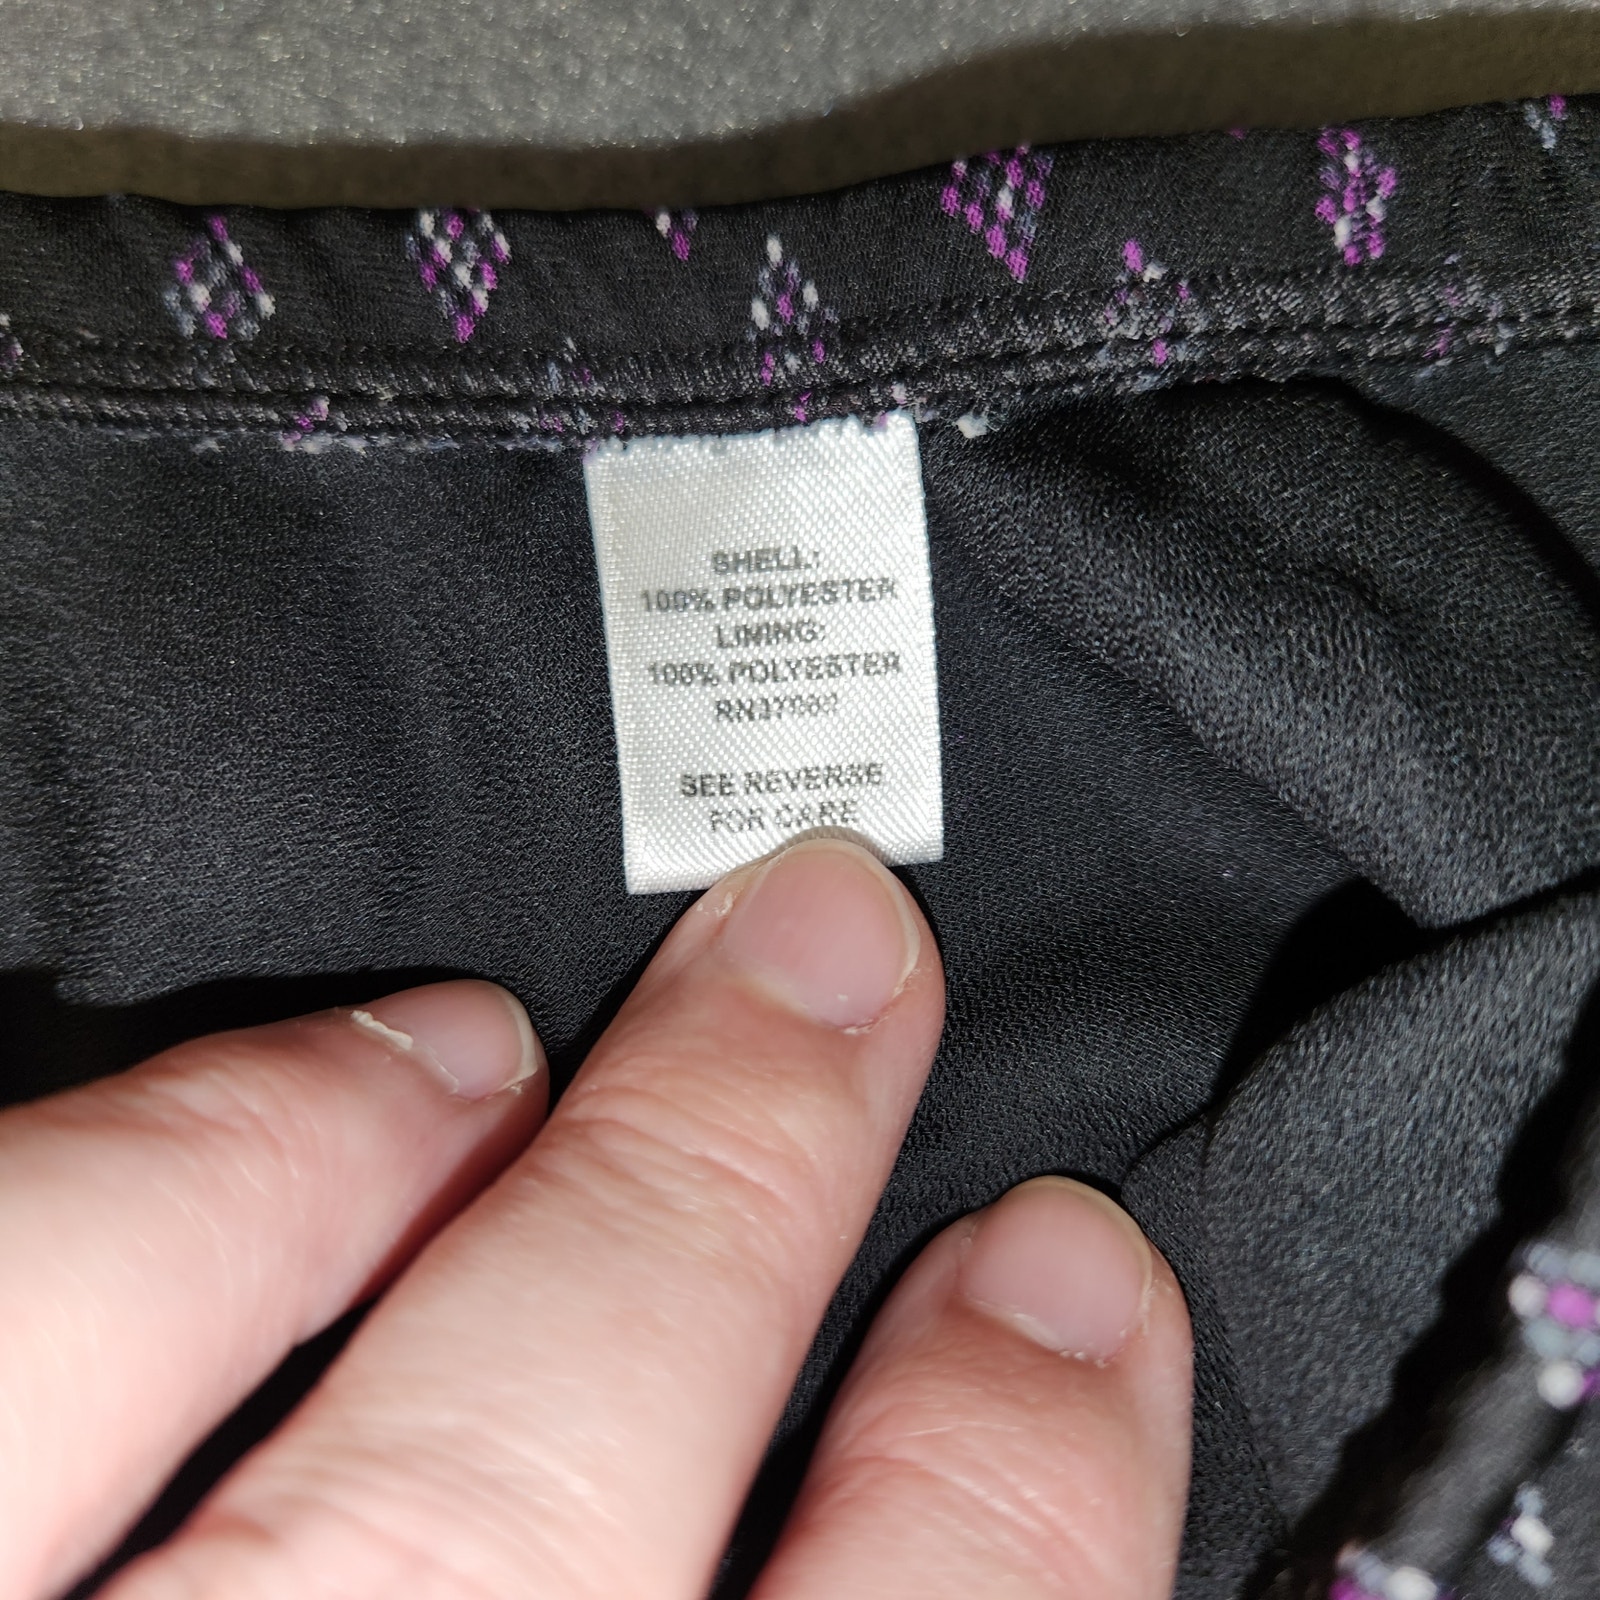 SHELL:
100% POLYESTER
LINING:
100% POLYESTER
SEE REVERSE
FOR CARE